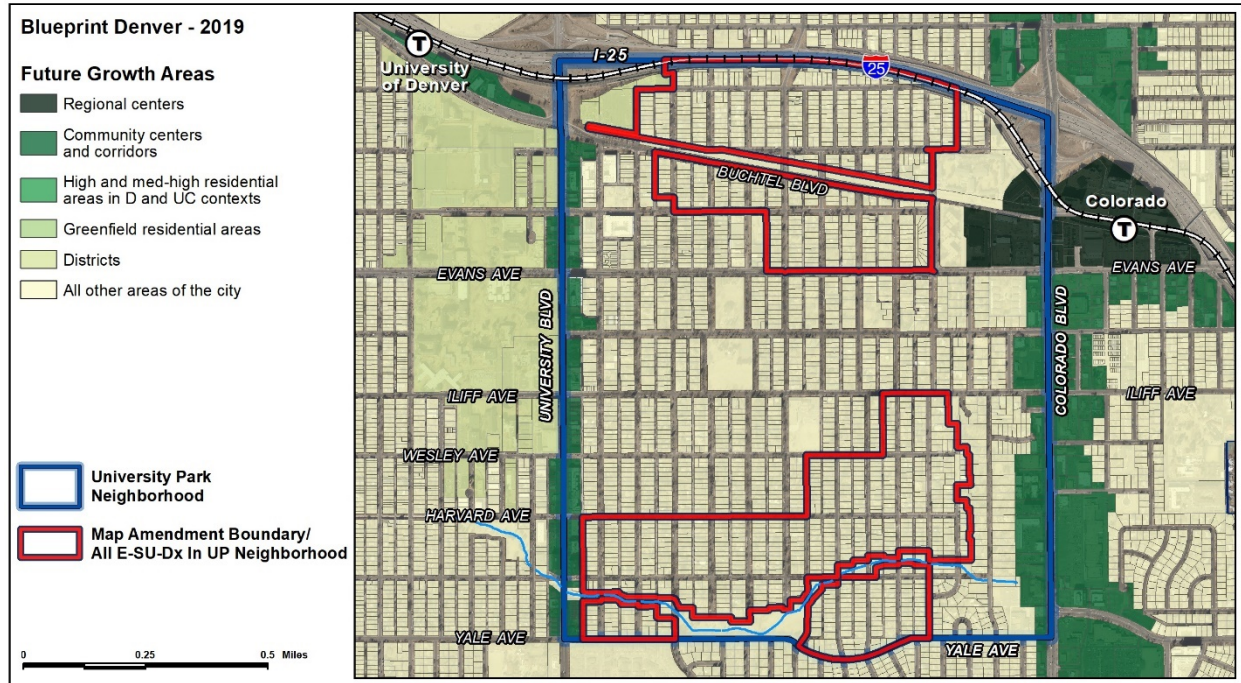 Blueprint Denver - 2019
Future Growth Areas
Regional centers
Community centers
and corridors
High and med-high residential
areas in D and UC contexts
Greenfield residential areas
Districts
All other areas of the city
University Park
Neighborhood
Map Amendment Boundary/
All E-SU-Dx In UP Neighborhood
0
0.25
0.5
Miles
T
University
of Denver
I-25
25
BUCHTEL BLVD
Colorado
T
EVANS AVE
EVANS AVE
UNIVERSITY BLVD
COLORADO BLVD
ILIFF AVE
ILIFF AVE
WESLEY AVE
HARVARD AVE
YALE AVE
YALE AVE